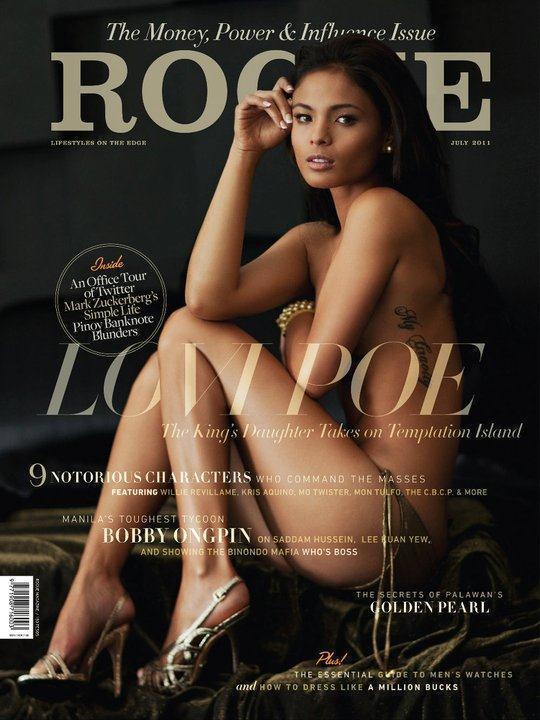 The Money, Power & Influence Issue
ROGUE
LIFESTYLES ON THE EDGE
JULY 2011
Inside
An Office Tour
of Twitter
Mark Zuckerberg's
Simple Life
Pinoy Banknote
Blunders
LOVI POE
The King's Daughter Takes on Temptation Island
9 NOTORIOUS CHARACTERS WHO COMMAND THE MASSES
FEATURING WILLIE REVILLAME, KRIS AQUINO, MO TWISTER, MON TULFO, THE C.B.C.P. & MORE
MANILA'S TOUGHEST TYCOON
BOBBY ONGPIN ON SADDAM HUSSEIN, LEE KUAN YEW,
AND SHOWING THE BINONDO MAFIA WHO'S BOSS
THE SECRETS OF PALAWAN'S
GOLDEN PEARL
Plus!
THE ESSENTIAL GUIDE TO MEN'S WATCHES
and HOW TO DRESS LIKE A MILLION BUCKS